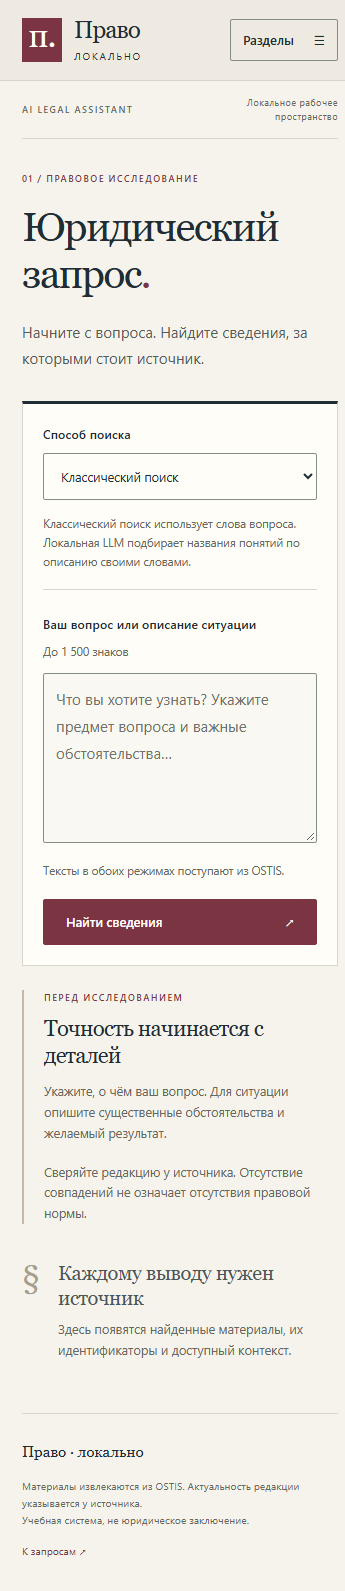 П.
Право
ЛОКАЛЬНО
Разделы ☰
AI LEGAL ASSISTANT
Локальное рабочее
пространство
01 / ПРАВОВОЕ ИССЛЕДОВАНИЕ
Юридический
запрос.
Начните с вопроса. Найдите сведения, за
которыми стоит источник.
Способ поиска
Классический поиск
Классический поиск использует слова вопроса.
Локальная LLM подбирает названия понятий по
описанию своими словами.
Ваш вопрос или описание ситуации
До 1 500 знаков
Что вы хотите узнать? Укажите
предмет вопроса и важные
обстоятельства...
Тексты в обоих режимах поступают из OSTIS.
Найти сведения ↗
ПЕРЕД ИССЛЕДОВАНИЕМ
Точность начинается с
деталей
Укажите, о чём ваш вопрос. Для ситуации
опишите существенные обстоятельства и
желаемый результат.
Сверяйте редакцию у источника. Отсутствие
совпадений не означает отсутствия правовой
нормы.
§
Каждому выводу нужен
источник
Здесь появятся найденные материалы, их
идентификаторы и доступный контекст.
Право · локально
Материалы извлекаются из OSTIS. Актуальность редакции
указывается у источника.
Учебная система, не юридическое заключение.
К запросам ↗